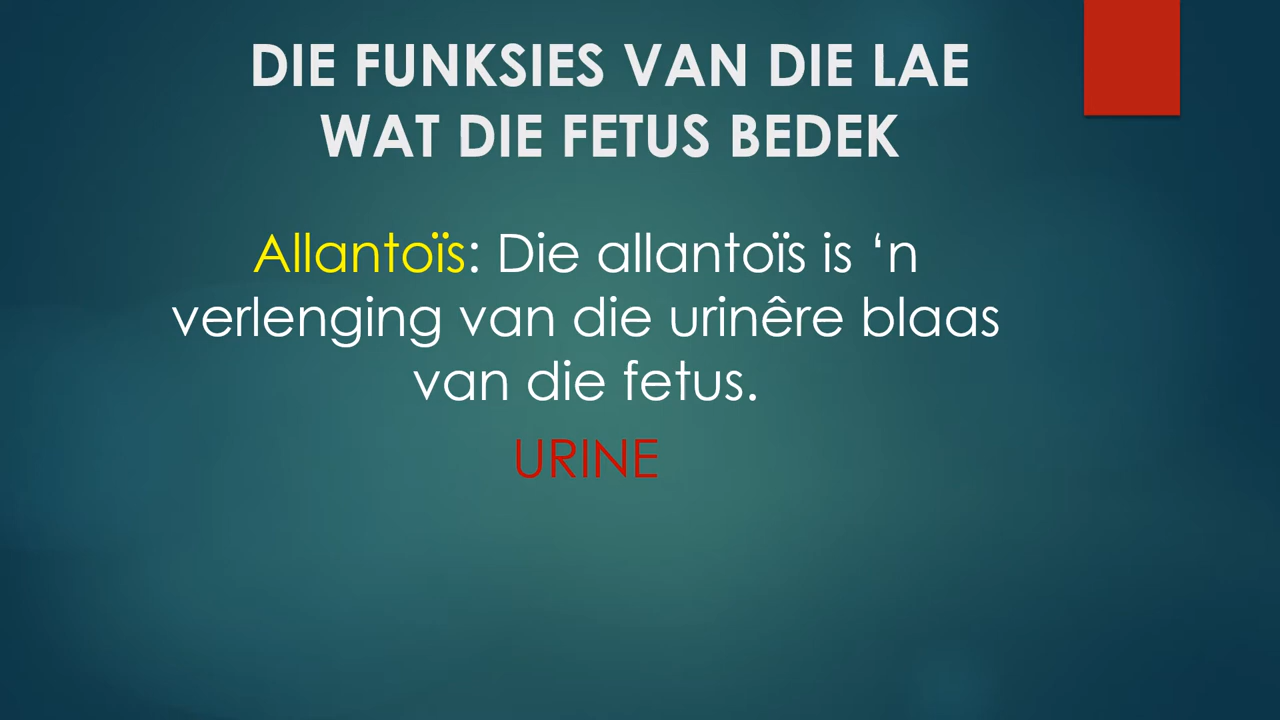 DIE FUNKSIES VAN DIE LAE
WAT DIE FETUS BEDEK
Allantoïs: Die allantoïs is ‘n
verlenging van die urinêre blaas
van die fetus.
URINE